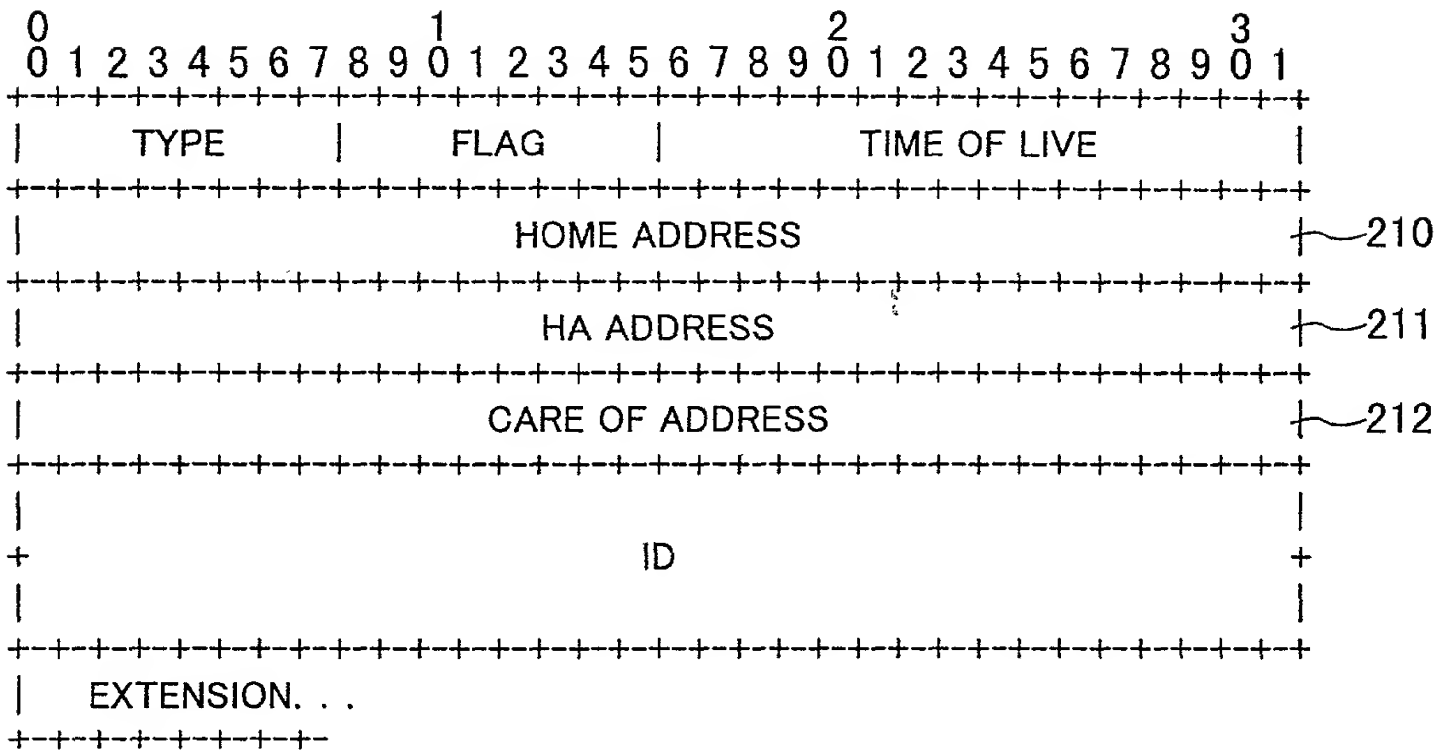 0 1 2 3
0 1 2 3 4 5 6 7 8 9 0 1 2 3 4 5 6 7 8 9 0 1 2 3 4 5 6 7 8 9 0 1
+-+-+-+-+-+-+-+-+-+-+-+-+-+-+-+-+-+-+-+-+-+-+-+-+-+-+-+-+-+-+-+-+
| TYPE | FLAG | TIME OF LIVE |
+-+-+-+-+-+-+-+-+-+-+-+-+-+-+-+-+-+-+-+-+-+-+-+-+-+-+-+-+-+-+-+-+
| HOME ADDRESS | 210
+-+-+-+-+-+-+-+-+-+-+-+-+-+-+-+-+-+-+-+-+-+-+-+-+-+-+-+-+-+-+-+-+
| HA ADDRESS | 211
+-+-+-+-+-+-+-+-+-+-+-+-+-+-+-+-+-+-+-+-+-+-+-+-+-+-+-+-+-+-+-+-+
| CARE OF ADDRESS | 212
+-+-+-+-+-+-+-+-+-+-+-+-+-+-+-+-+-+-+-+-+-+-+-+-+-+-+-+-+-+-+-+-+
| |
+ ID +
| |
+-+-+-+-+-+-+-+-+-+-+-+-+-+-+-+-+-+-+-+-+-+-+-+-+-+-+-+-+-+-+-+-+
| EXTENSION. . .
+-+-+-+-+-+-+-+-